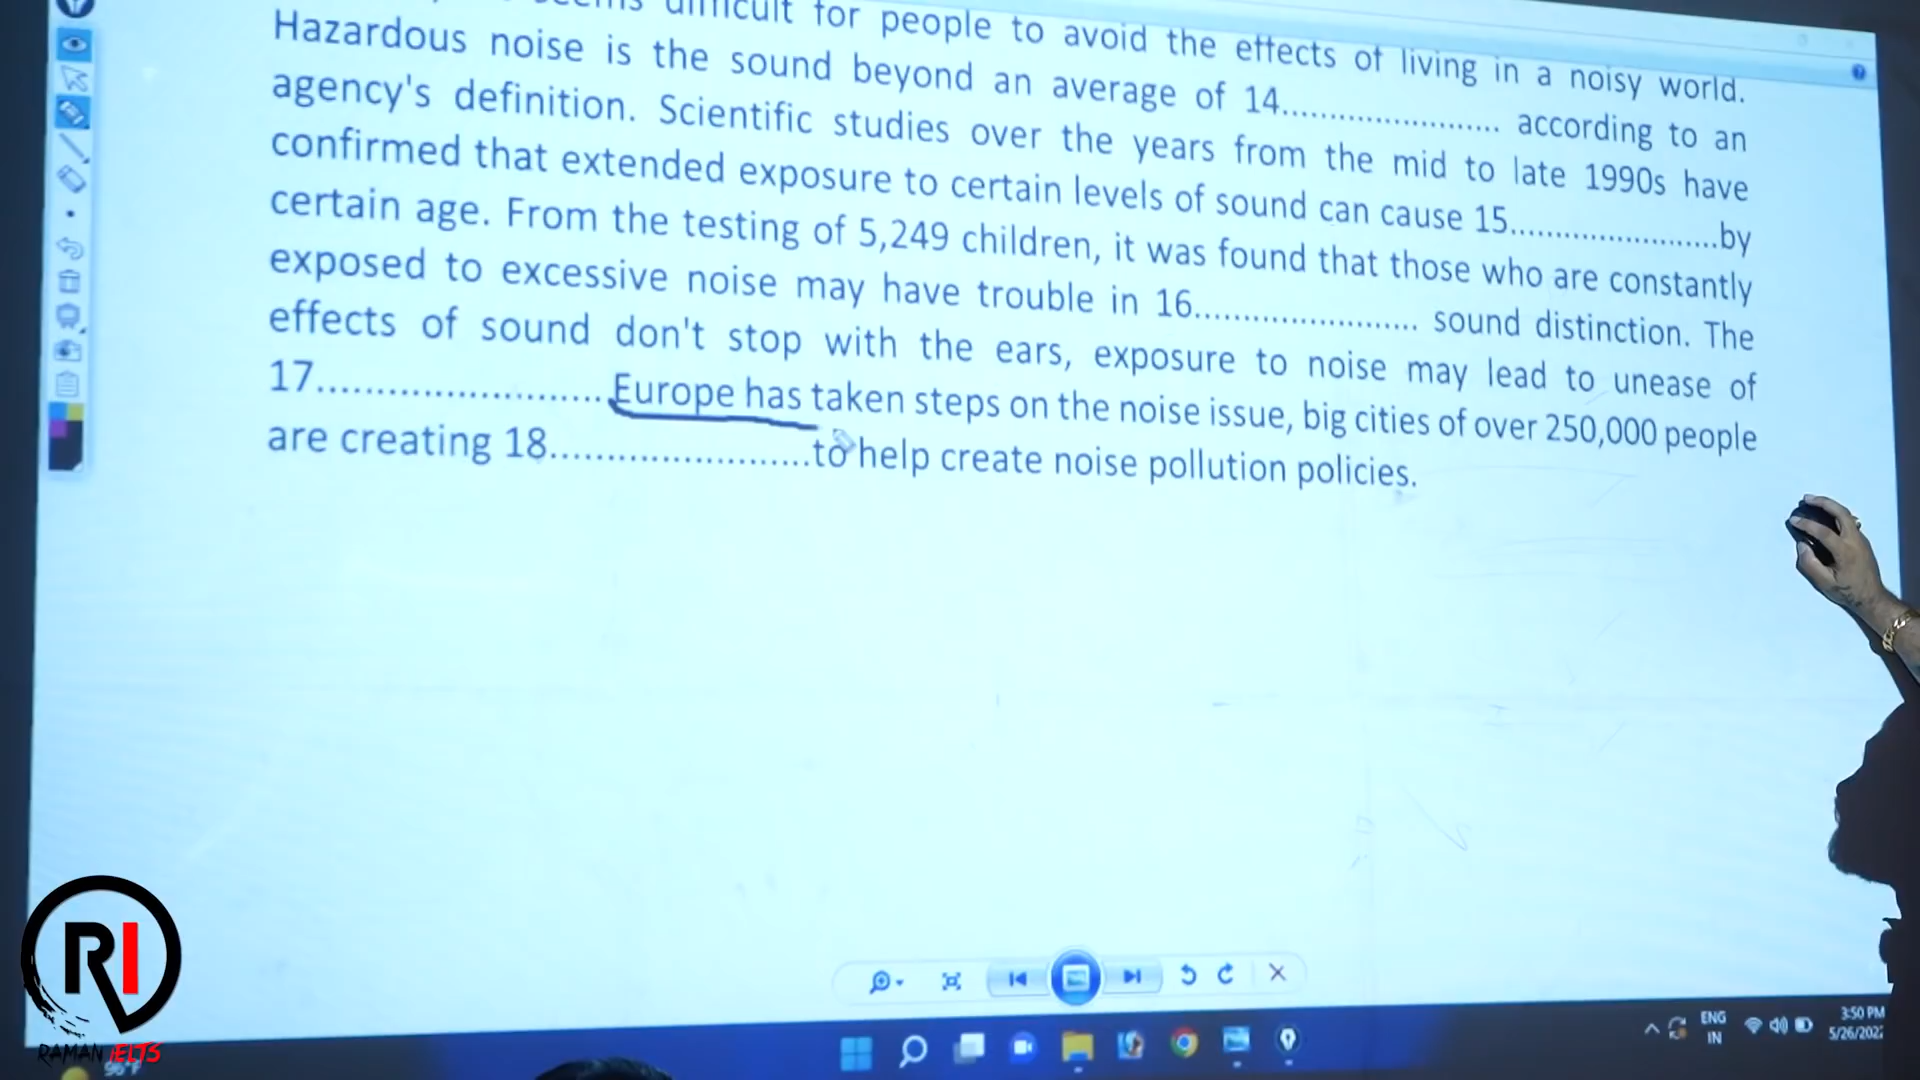 difficult for people to avoid the effects of living in a noisy world.
Hazardous noise is the sound beyond an average of 14........................ according to an
agency's definition. Scientific studies over the years from the mid to late 1990s have
confirmed that extended exposure to certain levels of sound can cause 15........................by
certain age. From the testing of 5,249 children, it was found that those who are constantly
exposed to excessive noise may have trouble in 16........................ sound distinction. The
effects of sound don't stop with the ears, exposure to noise may lead to unease of
17........................Europe has taken steps on the noise issue, big cities of over 250,000 people
are creating 18........................to help create noise pollution policies.
RI
RAMAN IELTS
96°F
ENG
IN
3:50 PM